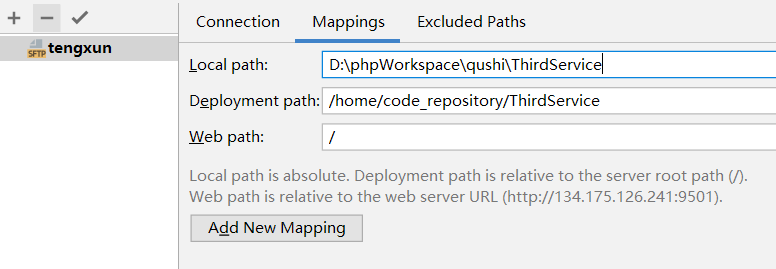 Connection Mappings Excluded Paths
SFTP tengxun
Local path: D:\phpWorkspace\qushi\ThirdService
Deployment path: /home/code_repository/ThirdService
Web path: /
Local path is absolute. Deployment path is relative to the server root path (/).
Web path is relative to the web server URL (http://134.175.126.241:9501).
Add New Mapping